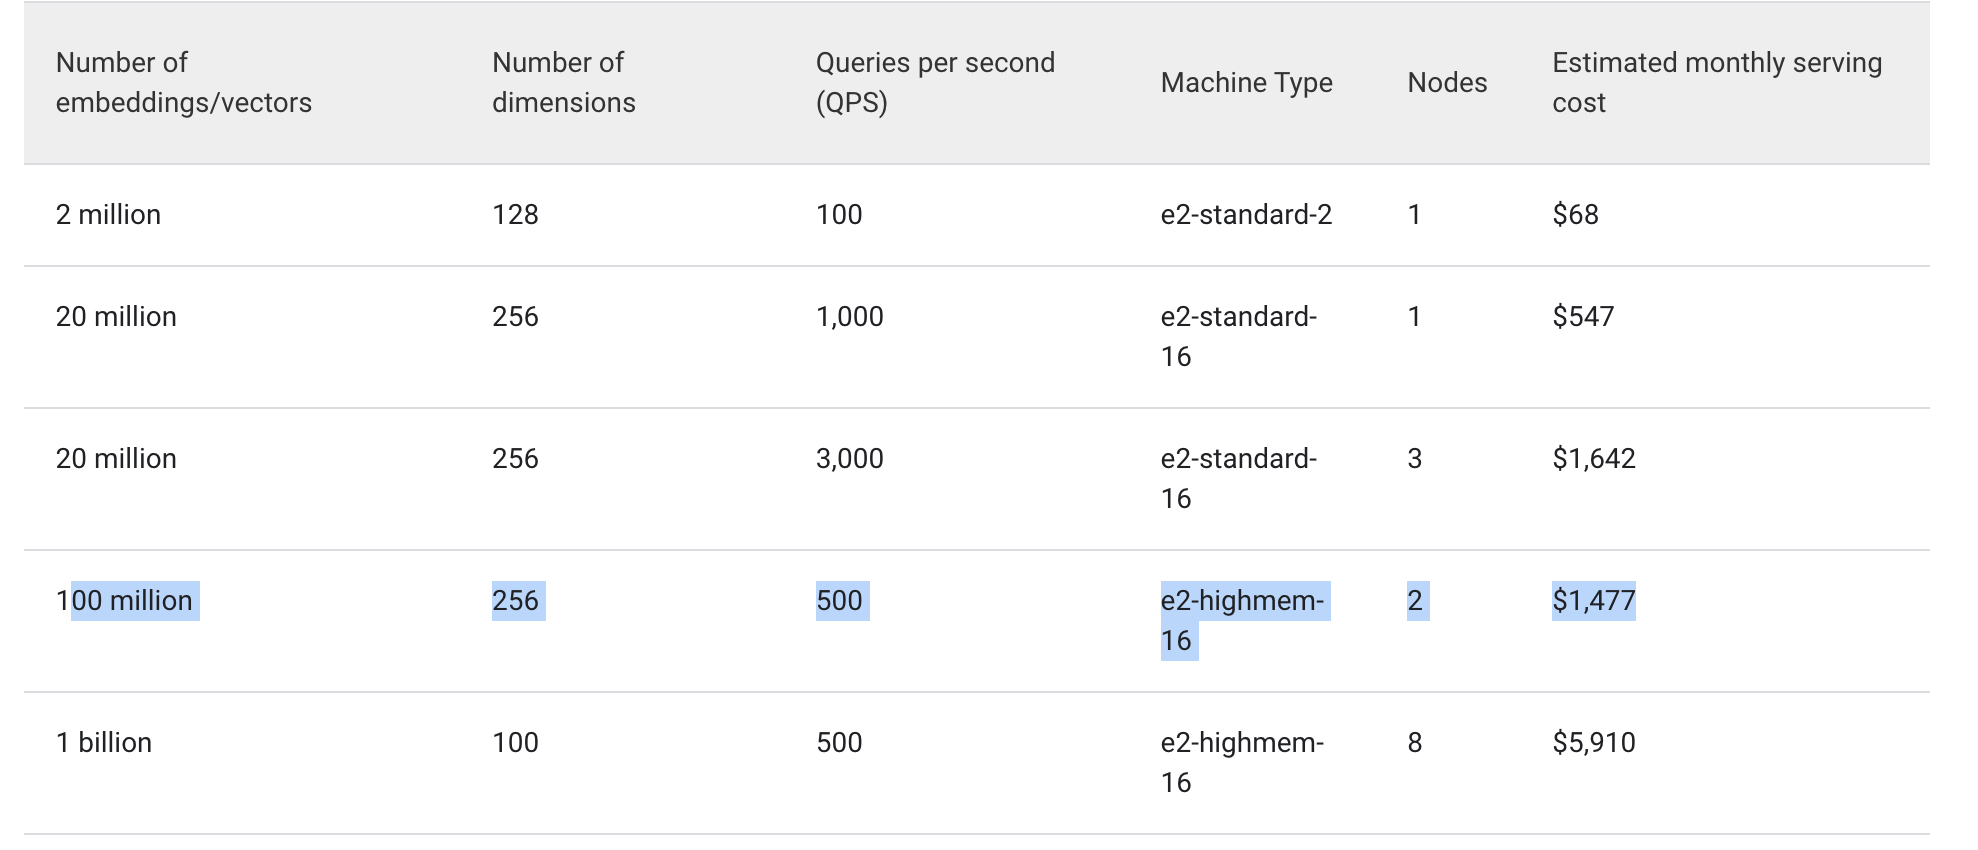 Number of embeddings/vectors Number of dimensions Queries per second (QPS) Machine Type Nodes Estimated monthly serving cost
2 million 128 100 e2-standard-2 1 $68
20 million 256 1,000 e2-standard-16 1 $547
20 million 256 3,000 e2-standard-16 3 $1,642
100 million 256 500 e2-highmem-16 2 $1,477
1 billion 100 500 e2-highmem-16 8 $5,910